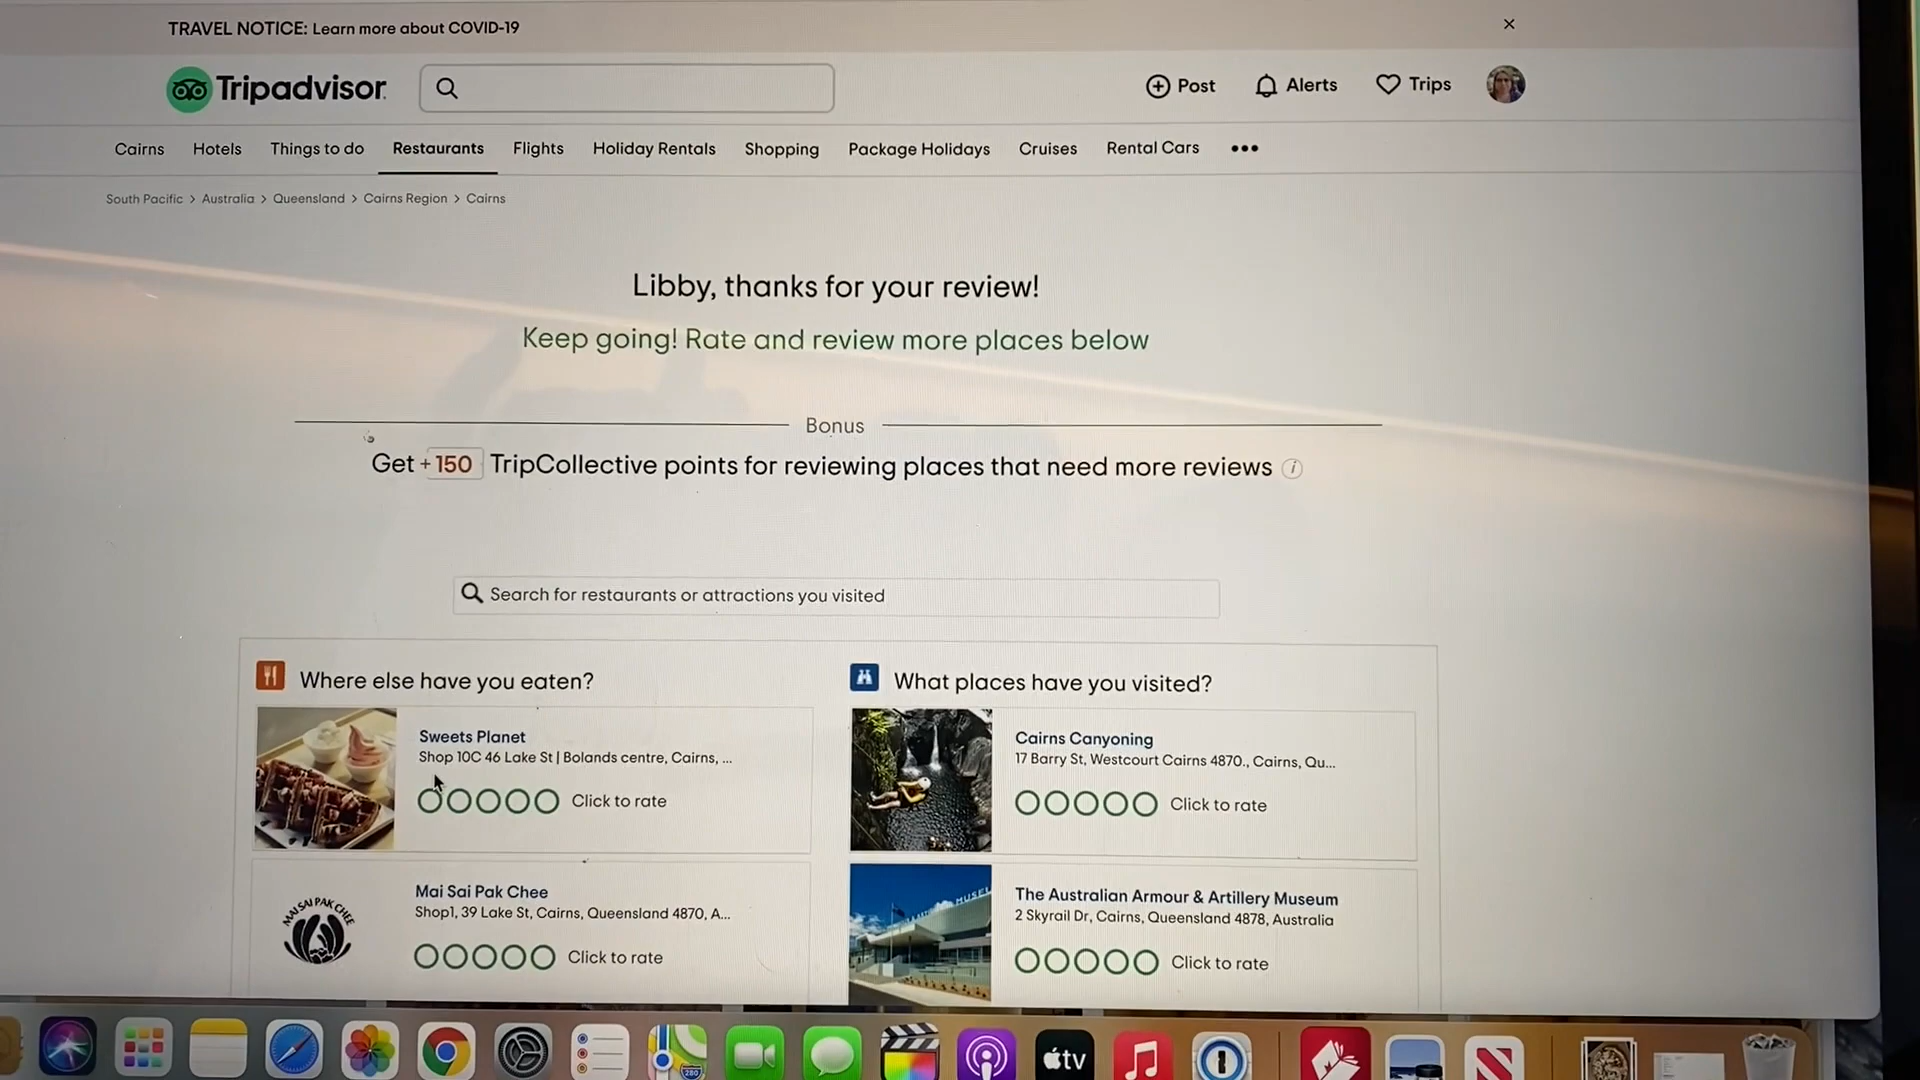 TRAVEL NOTICE: Learn more about COVID-19
Tripadvisor
Post
Alerts
Trips
Cairns
Hotels
Things to do
Restaurants
Flights
Holiday Rentals
Shopping
Package Holidays
Cruises
Rental Cars
South Pacific > Australia > Queensland > Cairns Region > Cairns
Libby, thanks for your review!
Keep going! Rate and review more places below
Bonus
Get +150 TripCollective points for reviewing places that need more reviews
Search for restaurants or attractions you visited
Where else have you eaten?
Sweets Planet
Shop 10C 46 Lake St | Bolands centre, Cairns, ...
Click to rate
MAI SAI PAK CHEE
Mai Sai Pak Chee
Shop1, 39 Lake St, Cairns, Queensland 4870, A...
Click to rate
What places have you visited?
Cairns Canyoning
17 Barry St, Westcourt Cairns 4870., Cairns, Qu...
Click to rate
The Australian Armour & Artillery Museum
2 Skyrail Dr, Cairns, Queensland 4878, Australia
Click to rate
280
tv